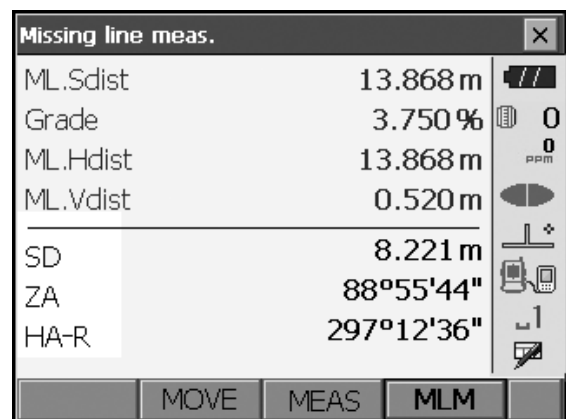 Missing line meas.
ML.Sdist 13.868 m
Grade 3.750 % 0
ML.Hdist 13.868 m 0 PPM
ML.Vdist 0.520 m
SD 8.221 m
ZA 88°55'44"
HA-R 297°12'36" 1
MOVE MEAS MLM